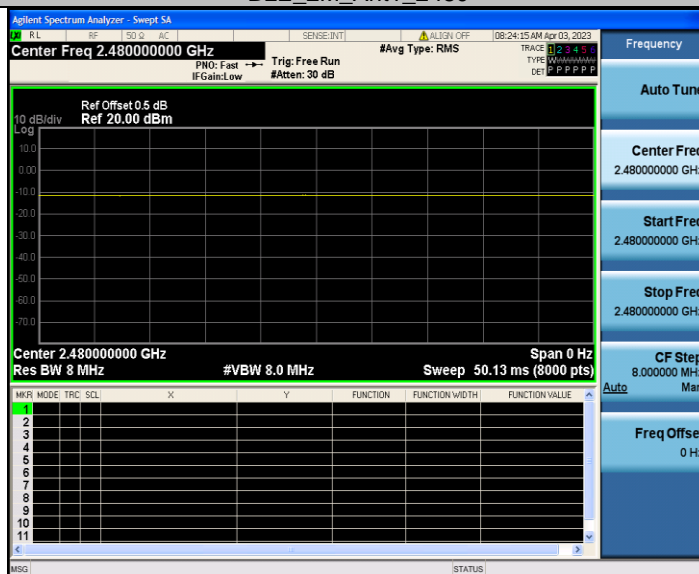 Agilent Spectrum Analyzer - Swept SA
RL RF 50 Ω AC SENSE:INT ALIGN OFF 08:24:15 AM Apr 03, 2023
Center Freq 2.480000000 GHz
PNO: Fast
IFGain:Low
Trig: Free Run
#Atten: 30 dB
#Avg Type: RMS
TRACE 1 2 3 4 5 6
TYPE
DET P P P P P P
Ref Offset 0.5 dB
10 dB/div Ref 20.00 dBm
Log
10.0
0.00
-10.0
-20.0
-30.0
-40.0
-50.0
-60.0
-70.0
Center 2.480000000 GHz Span 0 Hz
Res BW 8 MHz #VBW 8.0 MHz Sweep 50.13 ms (8000 pts)
MKR MODE TRC SCL X Y FUNCTION FUNCTION WIDTH FUNCTION VALUE
1
2
3
4
5
6
7
8
9
10
11
MSG STATUS
Frequency
Auto Tun
Center Fre
2.480000000 GH
Start Fre
2.480000000 GH
Stop Fre
2.480000000 GH
CF Step
8.000000 MH
Auto Ma
Freq Offse
0 H